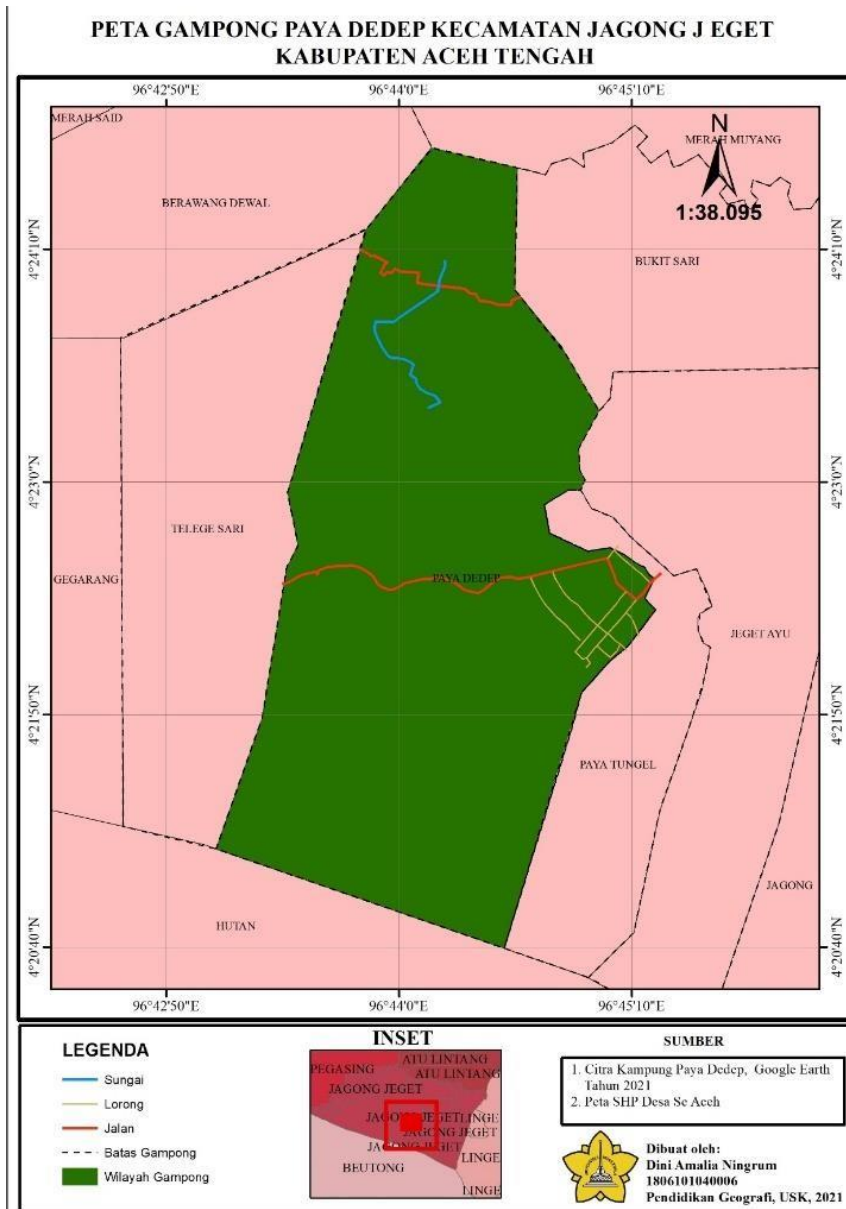 PETA GAMPONG PAYA DEDEP KECAMATAN JAGONG J EGET
KABUPATEN ACEH TENGAH
96°42'50"E 96°44'0"E 96°45'10"E
MERAH SAID
N
MERAH MUYANG
1:38.095
BERAWANG DEWAL
BUKIT SARI
4°24'10"N 4°24'10"N
4°23'0"N 4°23'0"N
TELEGE SARI
GEGARANG
PAYA DEDEP
JEGET AYU
4°21'50"N 4°21'50"N
PAYA TUNGEL
JAGONG
HUTAN
4°20'40"N 4°20'40"N
96°42'50"E 96°44'0"E 96°45'10"E
LEGENDA
Sungai
Lorong
Jalan
Batas Gampong
Wilayah Gampong
INSET
ATU LINTANG
PEGASING
ATU LINTANG
JAGONG JEGET
JAGONG JEGET
LINGE
JAGONG JEGET
JAGONG JEGET
LINGE
BEUTONG
LINGE
SUMBER
1. Citra Kampung Paya Dedep, Google Earth
Tahun 2021
2. Peta SHP Desa Se Aceh
Dibuat oleh:
Dini Amalia Ningrum
1806101040006
Pendidikan Geografi, USK, 2021